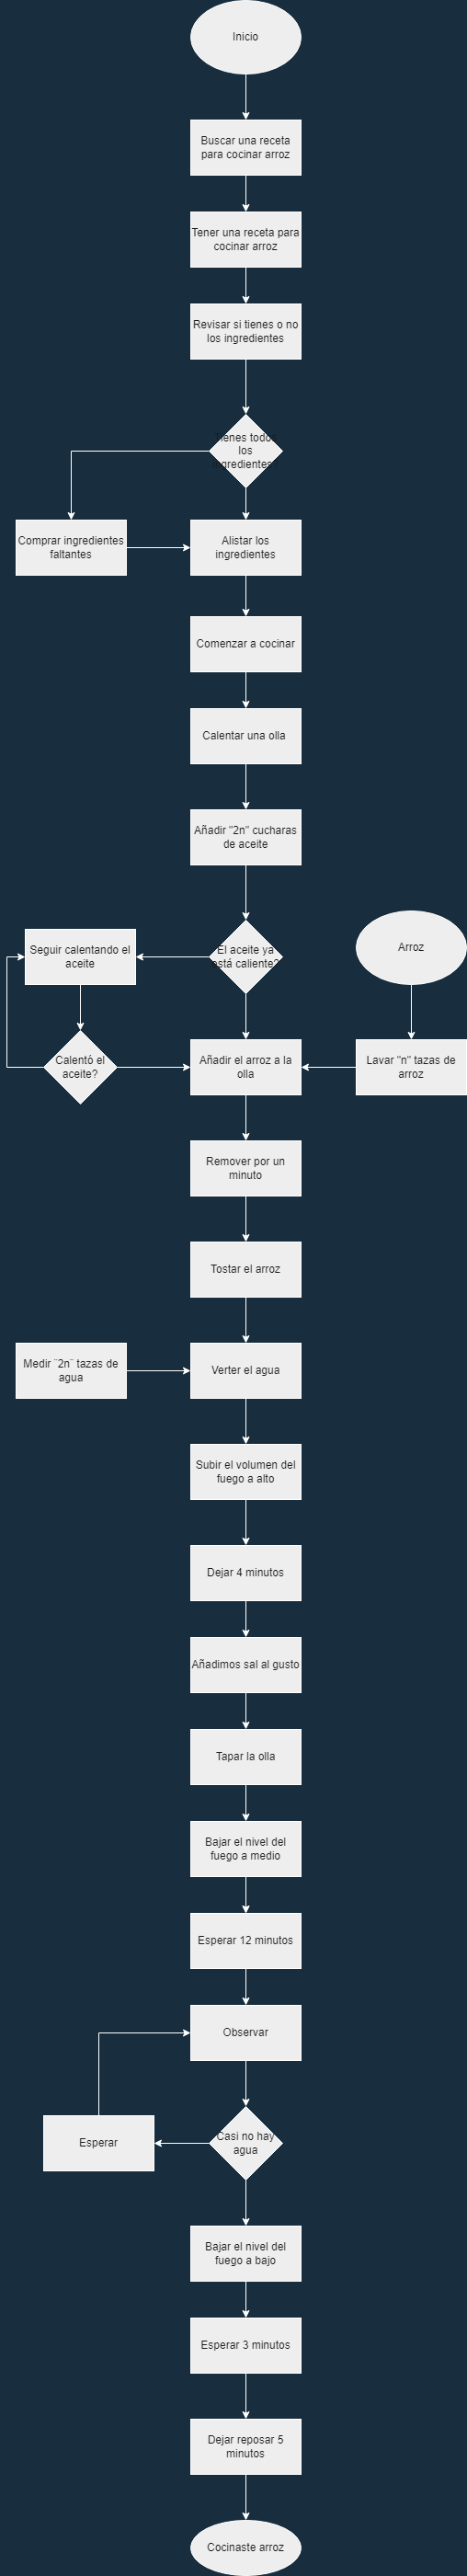 Inicio
Buscar una receta
para cocinar arroz
Tener una receta para
cocinar arroz
Revisar si tienes o no
los ingredientes
Tienes todos
los
ingredientes?
Comprar ingredientes
faltantes
Alistar los
ingredientes
Comenzar a cocinar
Calentar una olla
Añadir "2n" cucharas
de aceite
El aceite ya
está caliente?
Seguir calentando el
aceite
Arroz
Calentó el
aceite?
Añadir el arroz a la
olla
Lavar "n" tazas de
arroz
Remover por un
minuto
Tostar el arroz
Medir ¨2n¨ tazas de
agua
Verter el agua
Subir el volumen del
fuego a alto
Dejar 4 minutos
Añadimos sal al gusto
Tapar la olla
Bajar el nivel del
fuego a medio
Esperar 12 minutos
Observar
Esperar
Casi no hay
agua
Bajar el nivel del
fuego a bajo
Esperar 3 minutos
Dejar reposar 5
minutos
Cocinaste arroz